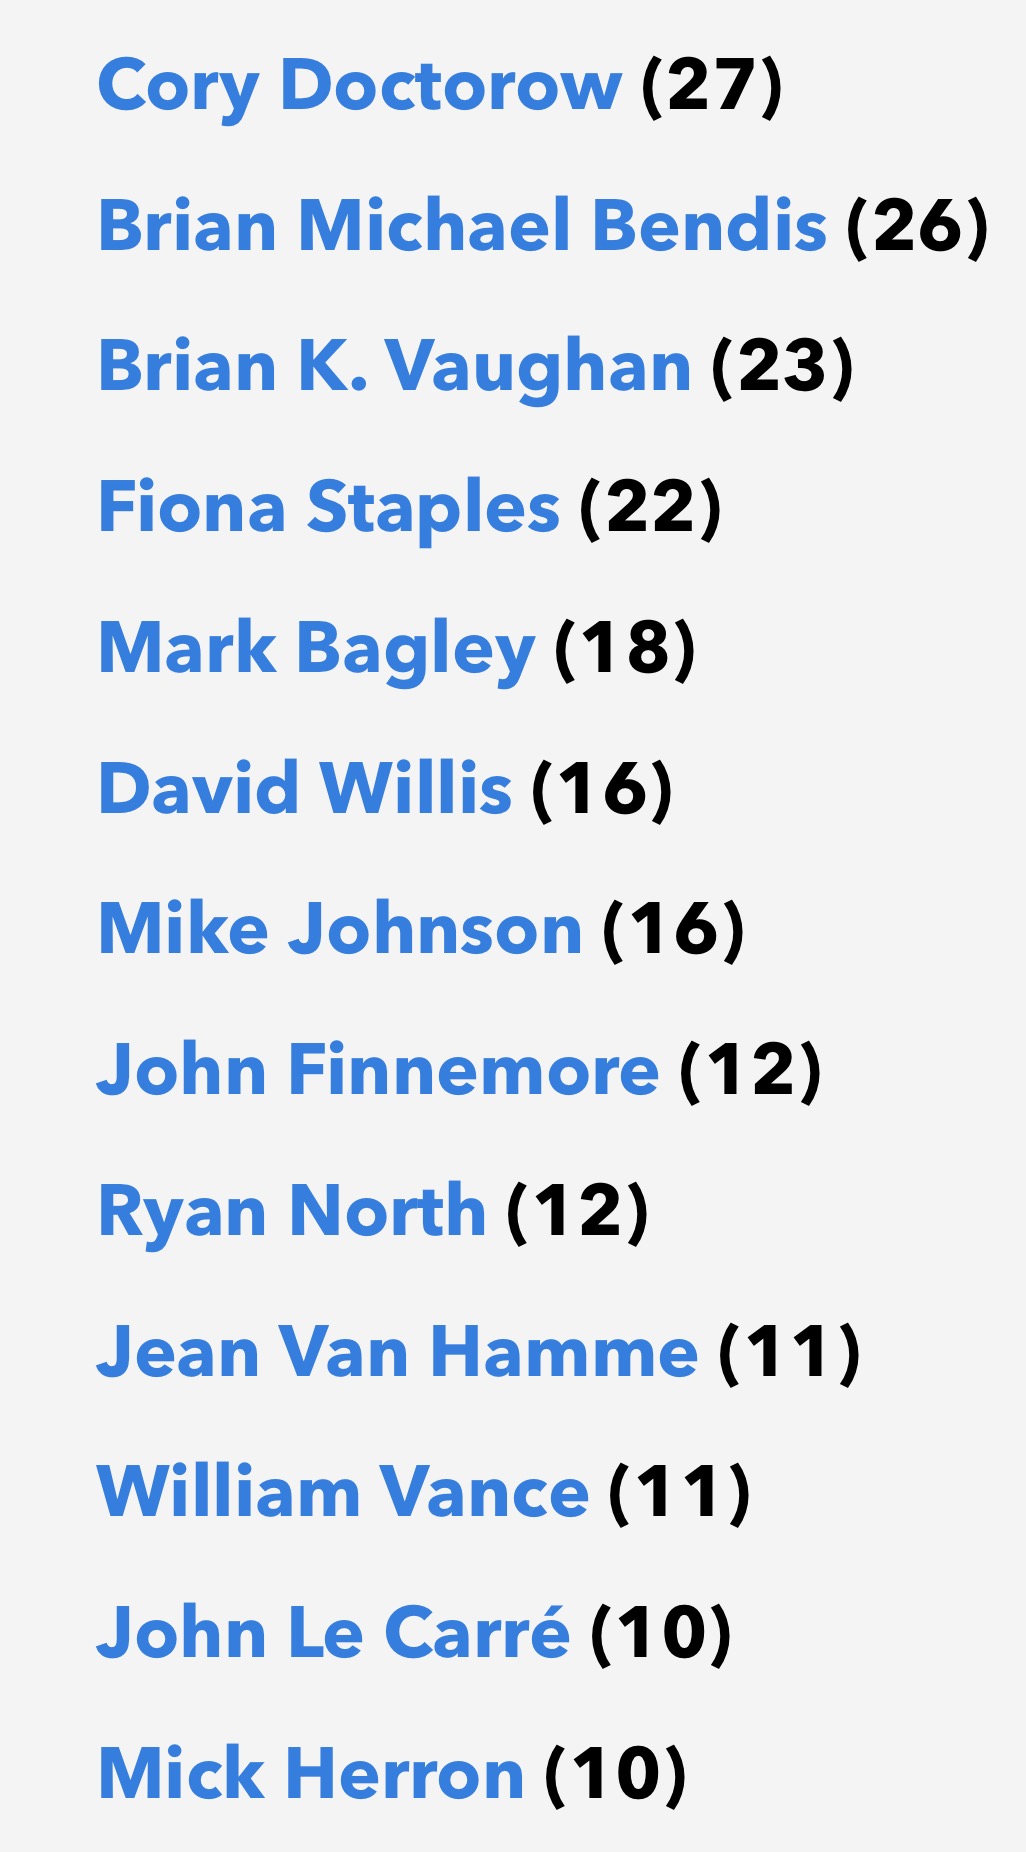 Cory Doctorow (27)
Brian Michael Bendis (26)
Brian K. Vaughan (23)
Fiona Staples (22)
Mark Bagley (18)
David Willis (16)
Mike Johnson (16)
John Finnemore (12)
Ryan North (12)
Jean Van Hamme (11)
William Vance (11)
John Le Carré (10)
Mick Herron (10)